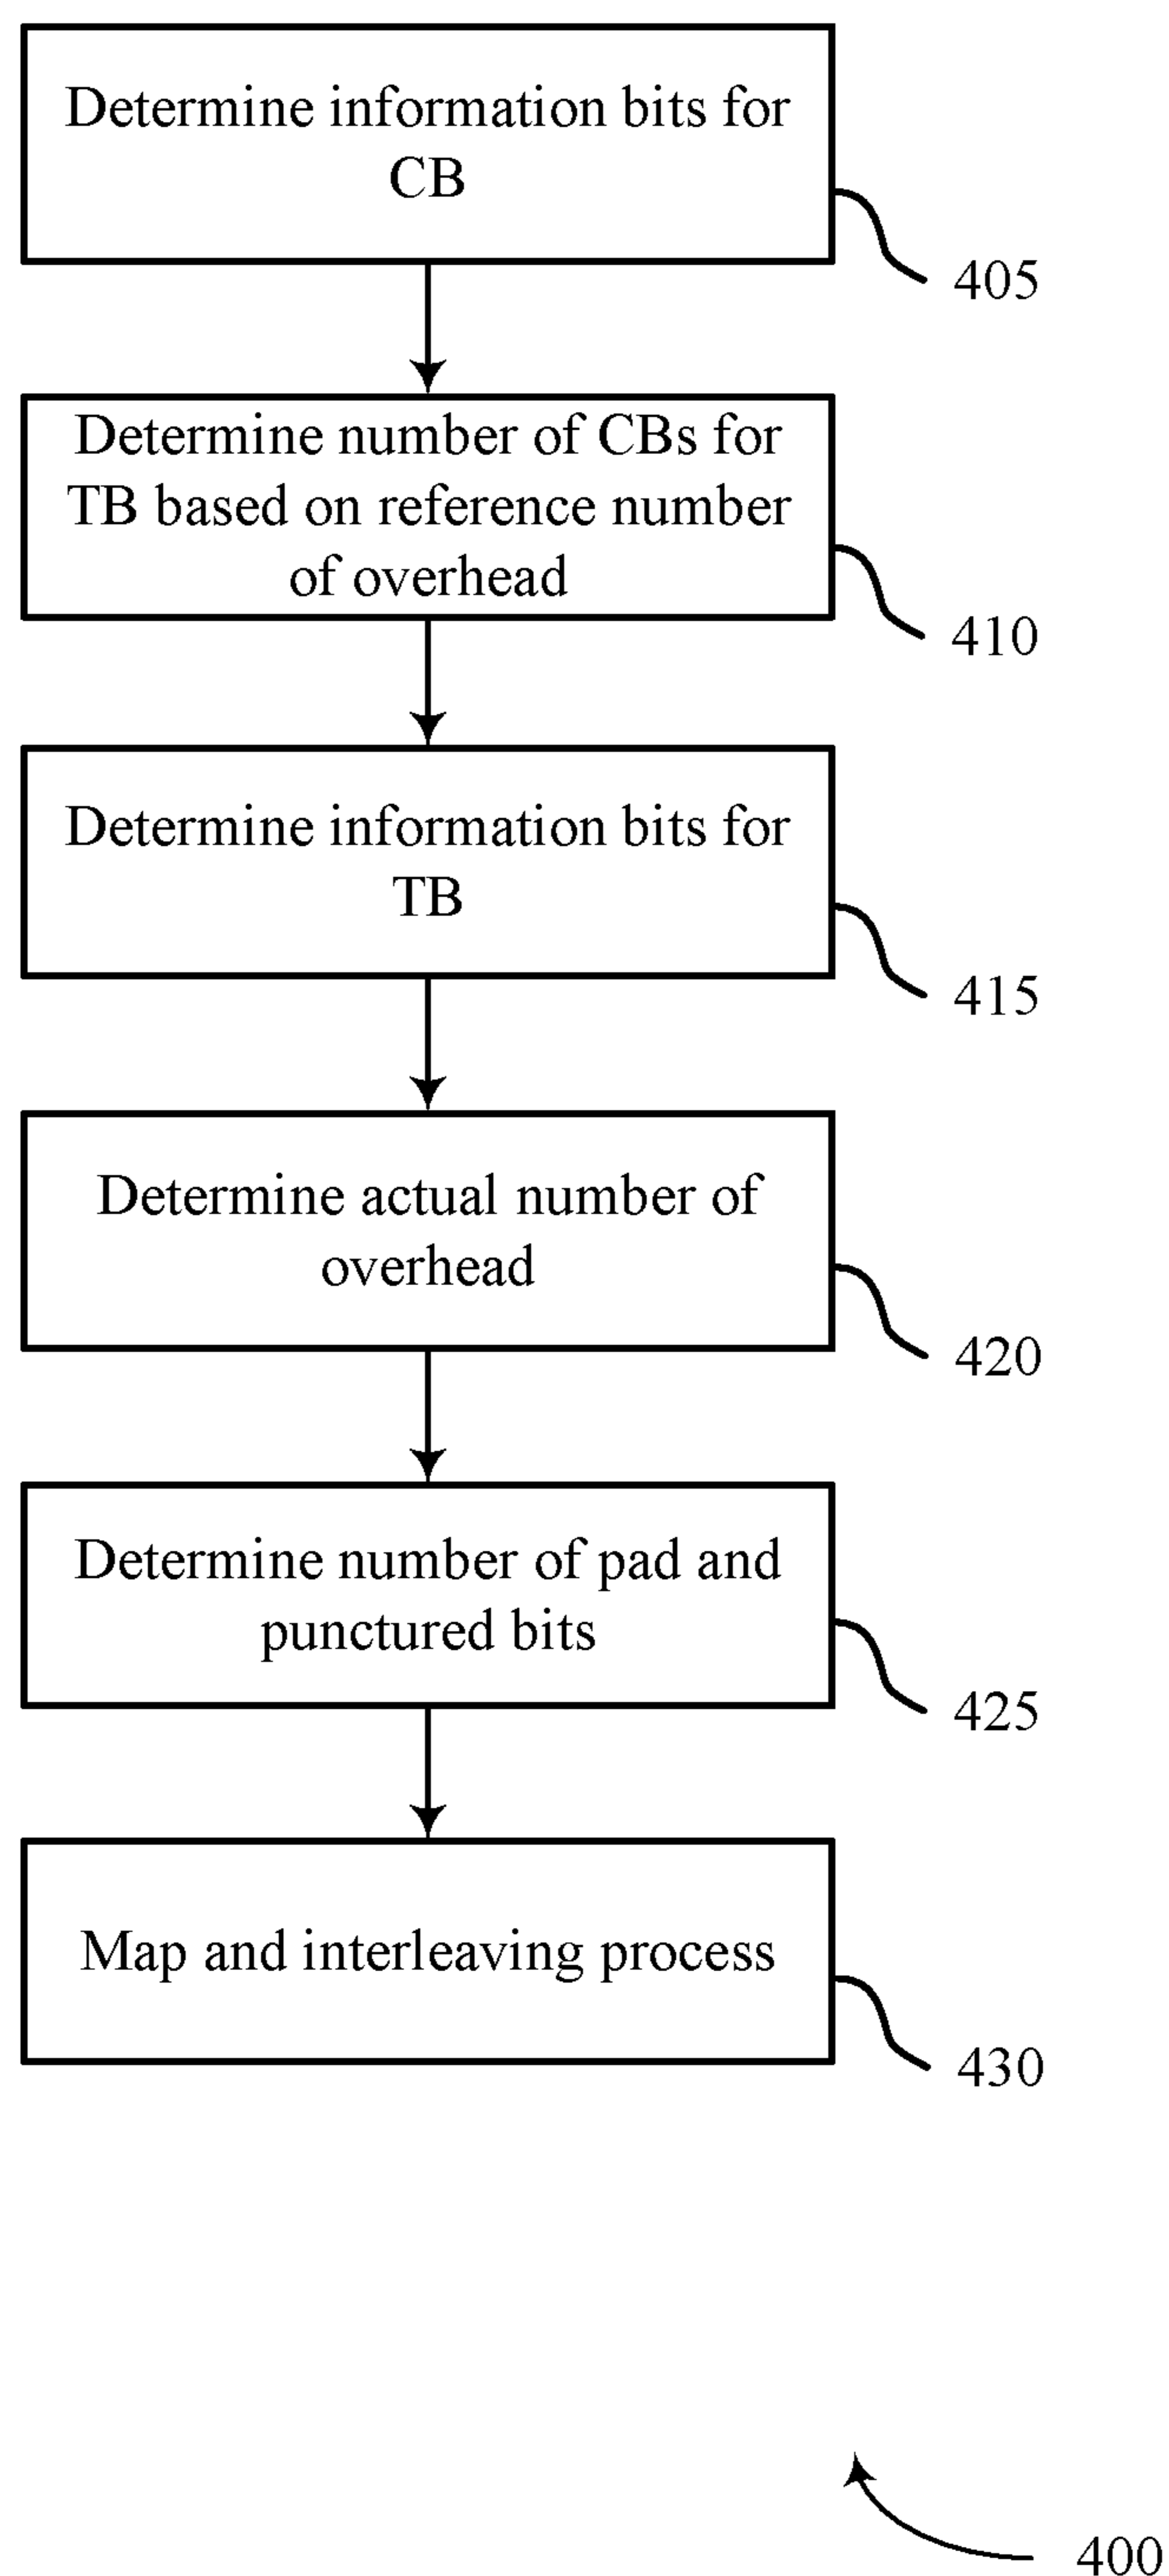 Determine information bits for
CB
405
Determine number of CBs for
TB based on reference number
of overhead
410
Determine information bits for
TB
415
Determine actual number of
overhead
420
Determine number of pad and
punctured bits
425
Map and interleaving process
430
400